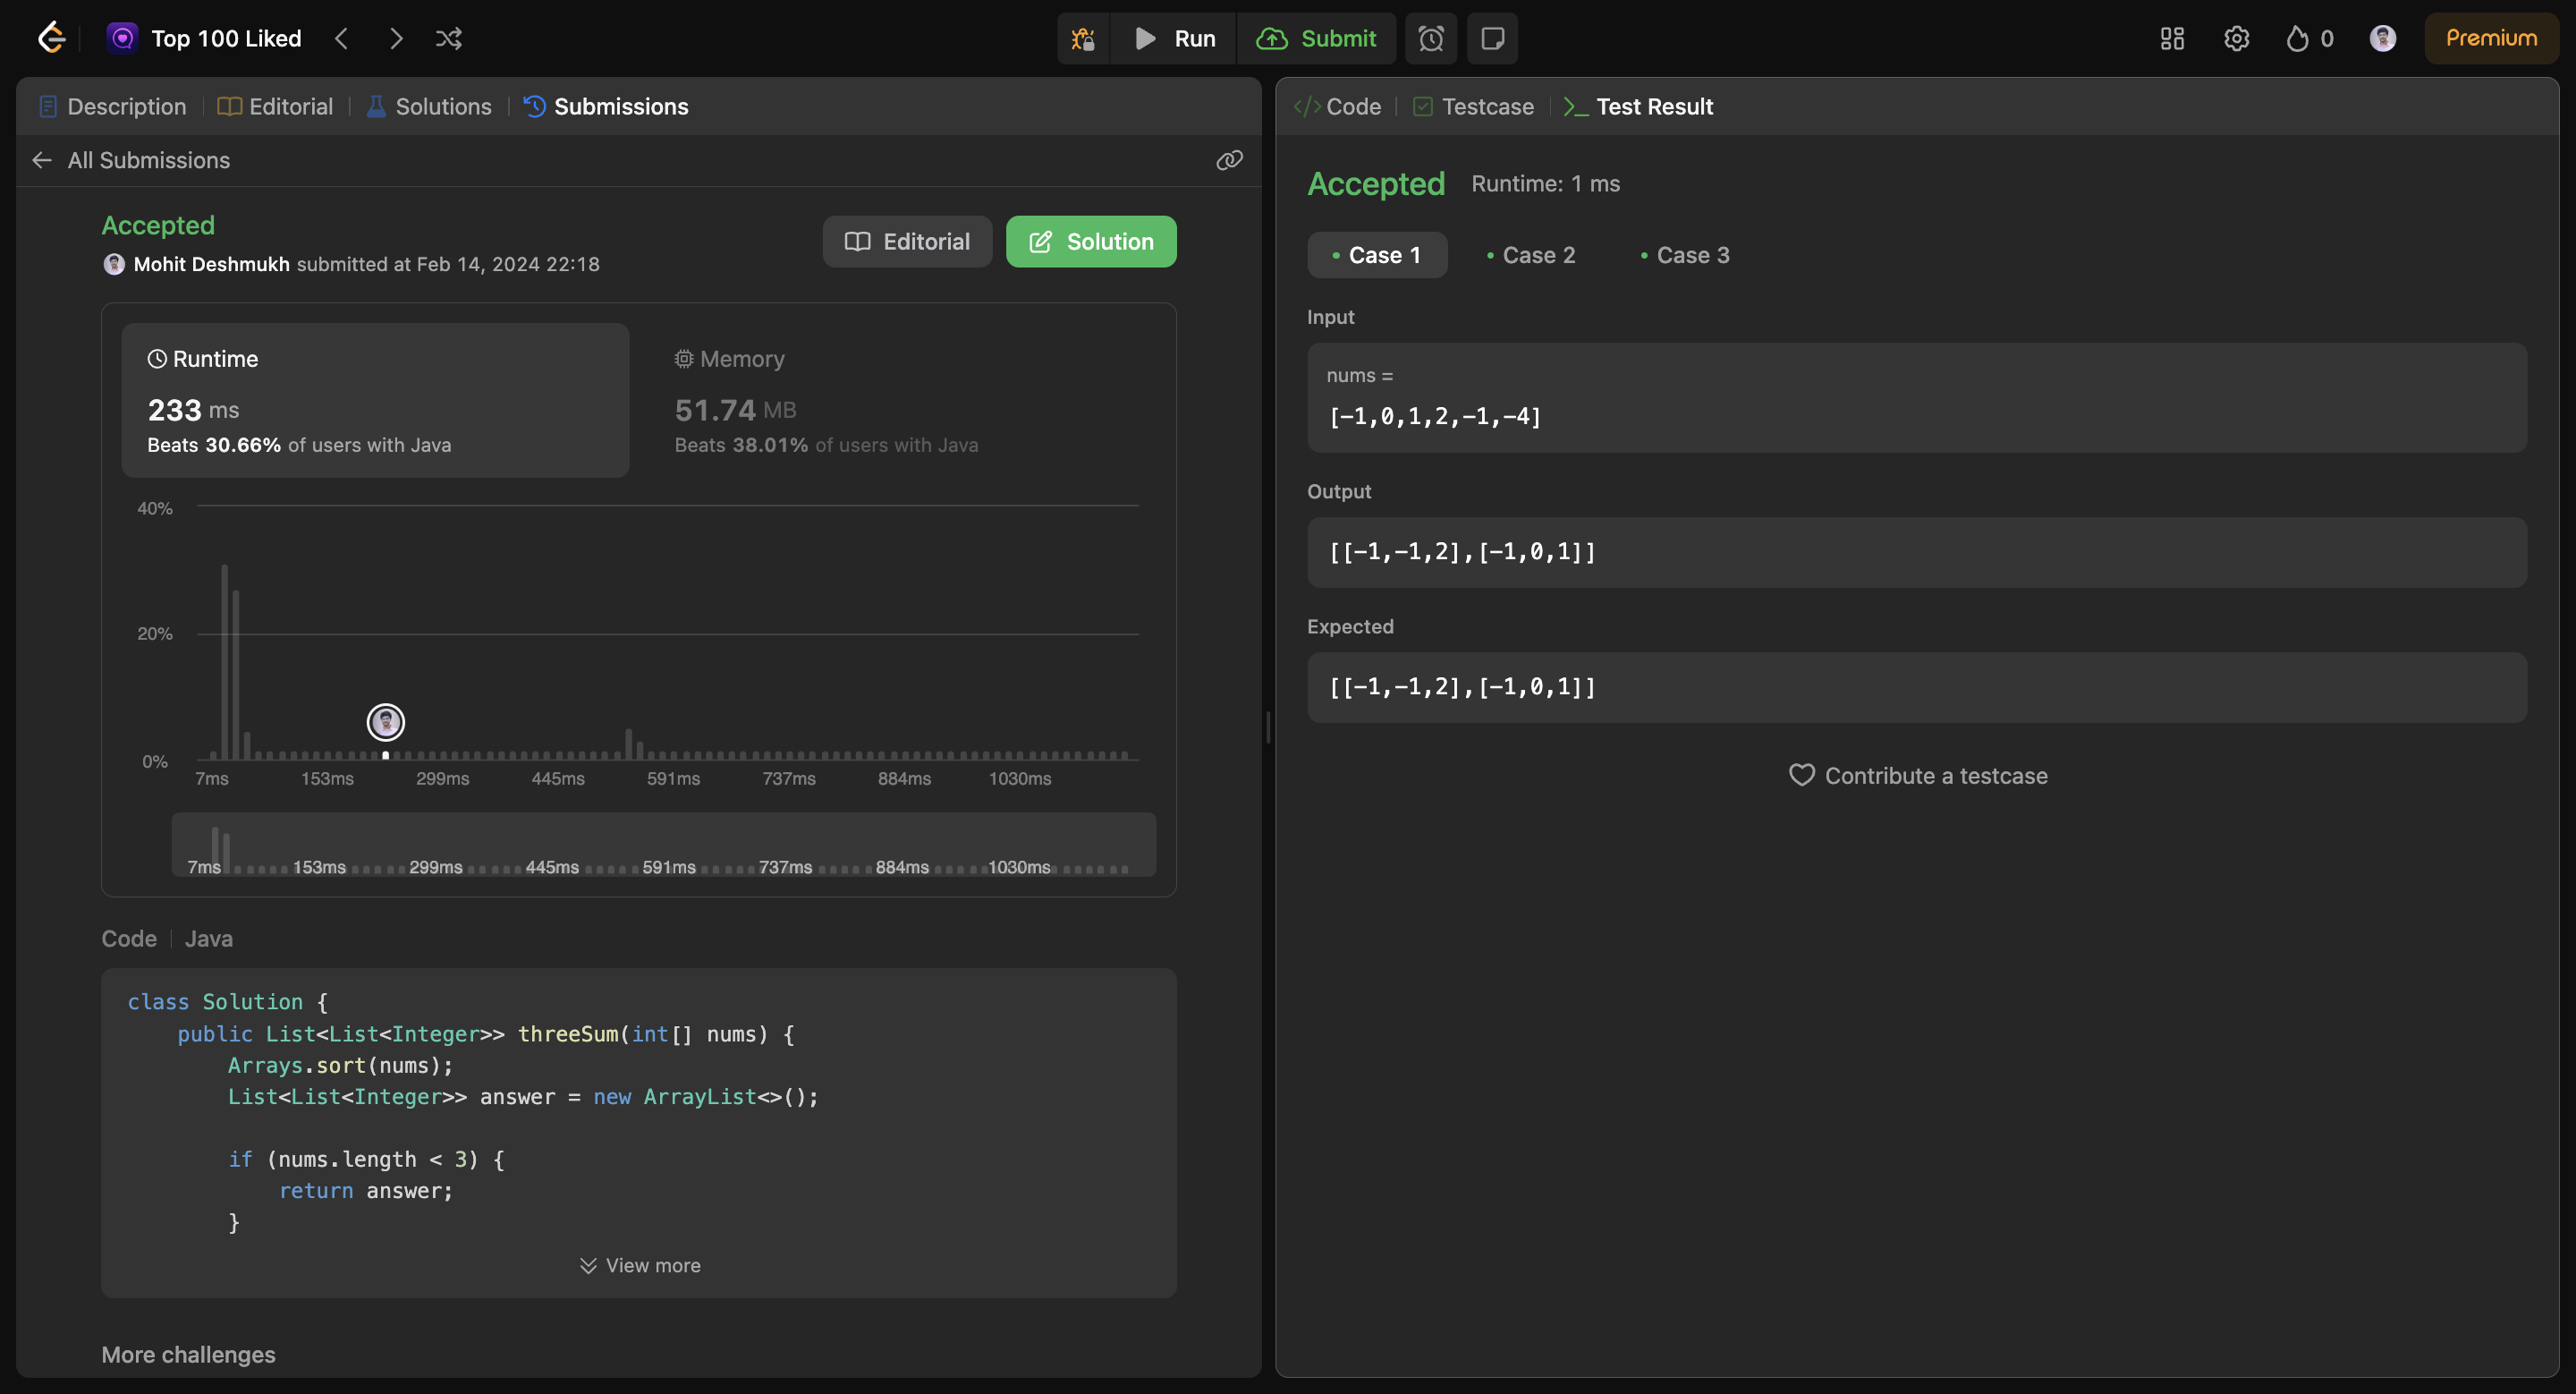 Top 100 Liked
Run
Submit
0
Premium
Description
Editorial
Solutions
Submissions
All Submissions
Accepted
Mohit Deshmukh submitted at Feb 14, 2024 22:18
Editorial
Solution
Runtime
233 ms
Beats 30.66% of users with Java
Memory
51.74 MB
Beats 38.01% of users with Java
40%
20%
0%
7ms 153ms 299ms 445ms 591ms 737ms 884ms 1030ms
7ms 153ms 299ms 445ms 591ms 737ms 884ms 1030ms
Code
Java
class Solution {
    public List<List<Integer>> threeSum(int[] nums) {
        Arrays.sort(nums);
        List<List<Integer>> answer = new ArrayList<>();
        if (nums.length < 3) {
            return answer;
        }
View more
More challenges
Code
Testcase
Test Result
Accepted
Runtime: 1 ms
Case 1
Case 2
Case 3
Input
nums =
[-1,0,1,2,-1,-4]
Output
[[-1,-1,2],[-1,0,1]]
Expected
[[-1,-1,2],[-1,0,1]]
Contribute a testcase